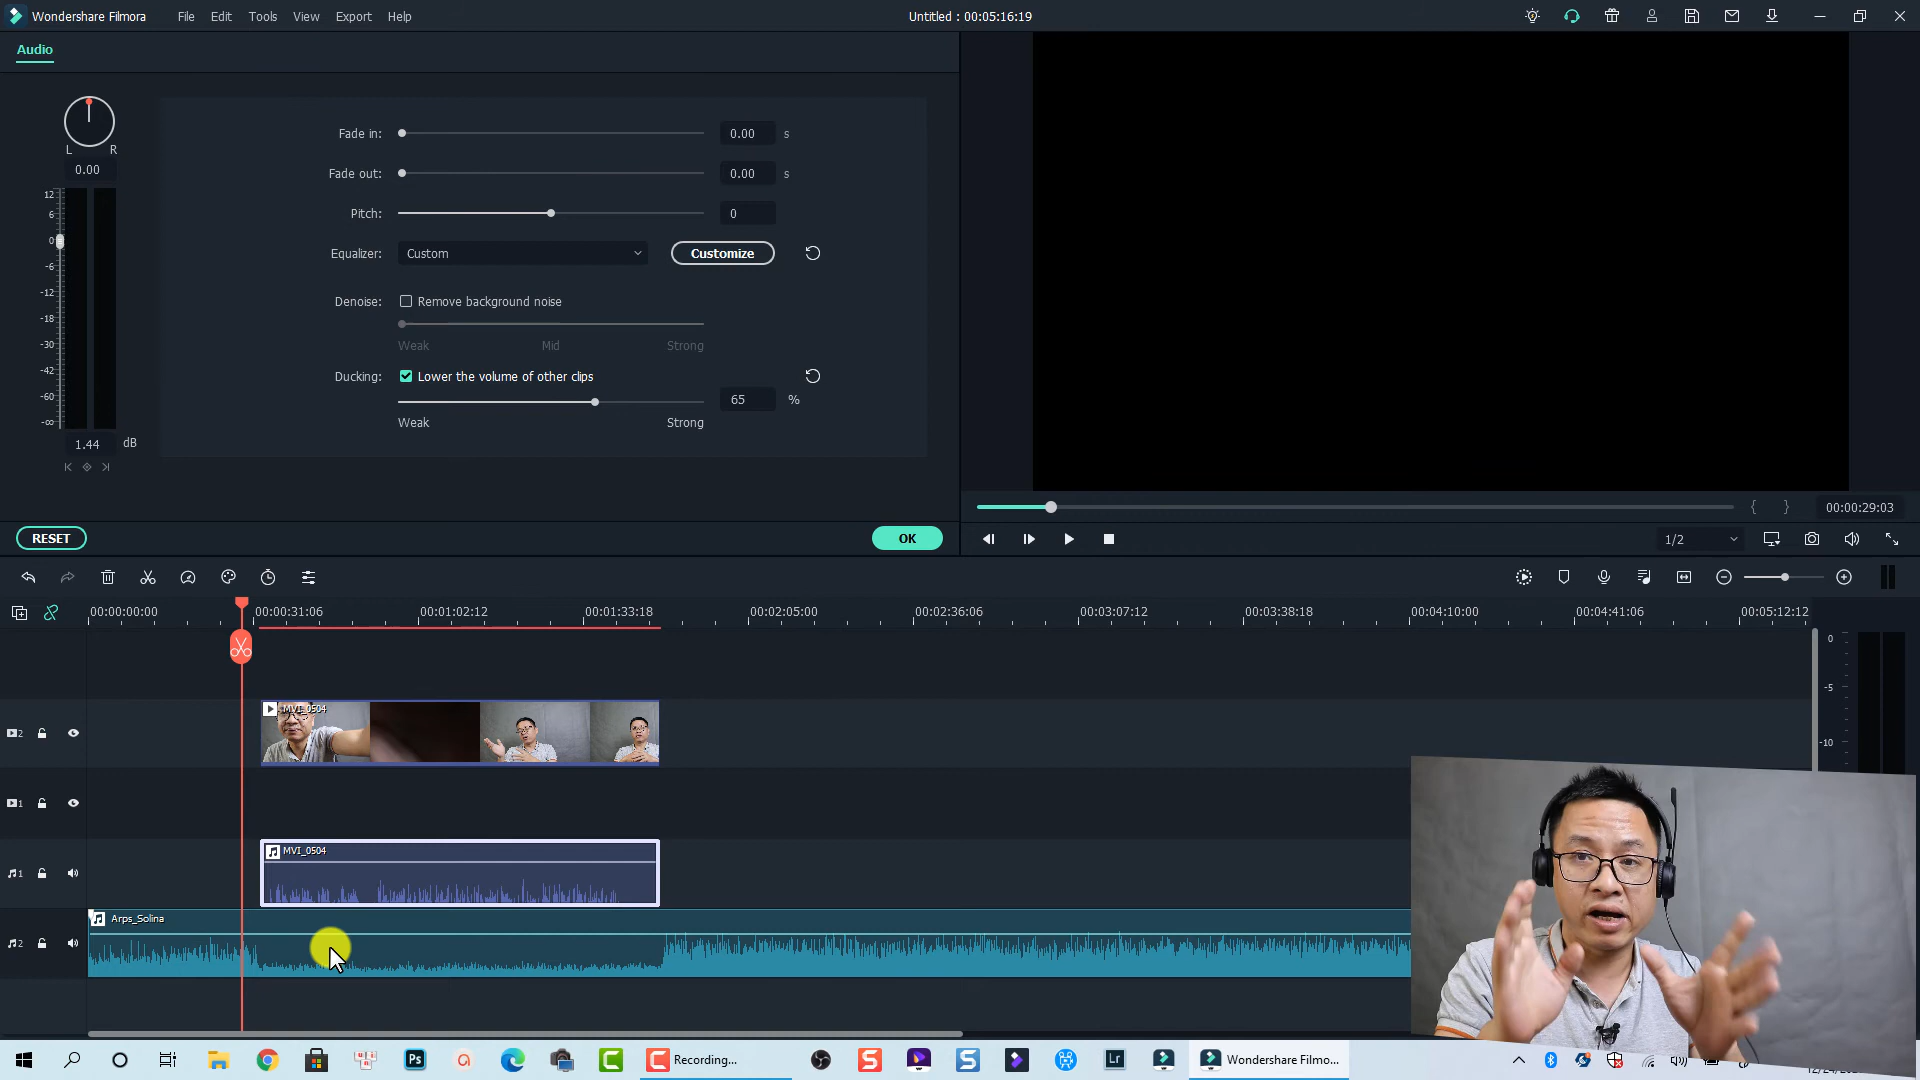 Wondershare Filmora File Edit Tools View Export Help Untitled : 00:05:16:19
Audio
L R
0.00
12
6
0
-6
-12
-18
-30
-42
-60
-∞
1.44 dB
Fade in: 0.00 s
Fade out: 0.00 s
Pitch: 0
Equalizer: Custom Customize
Denoise: Remove background noise
Weak Mid Strong
Ducking: Lower the volume of other clips
65 %
Weak Strong
RESET OK
{ } 00:00:29:03
1/2
00:00:00:00 00:00:31:06 00:01:02:12 00:01:33:18 00:02:05:00 00:02:36:06 00:03:07:12 00:03:38:18 00:04:10:00 00:04:41:06 00:05:12:12
0
-5
-10
2 MVI_0504
1
1 MVI_0504
2 Arps_Solina
Ps Recording... S S Lr Wondershare Filmo...